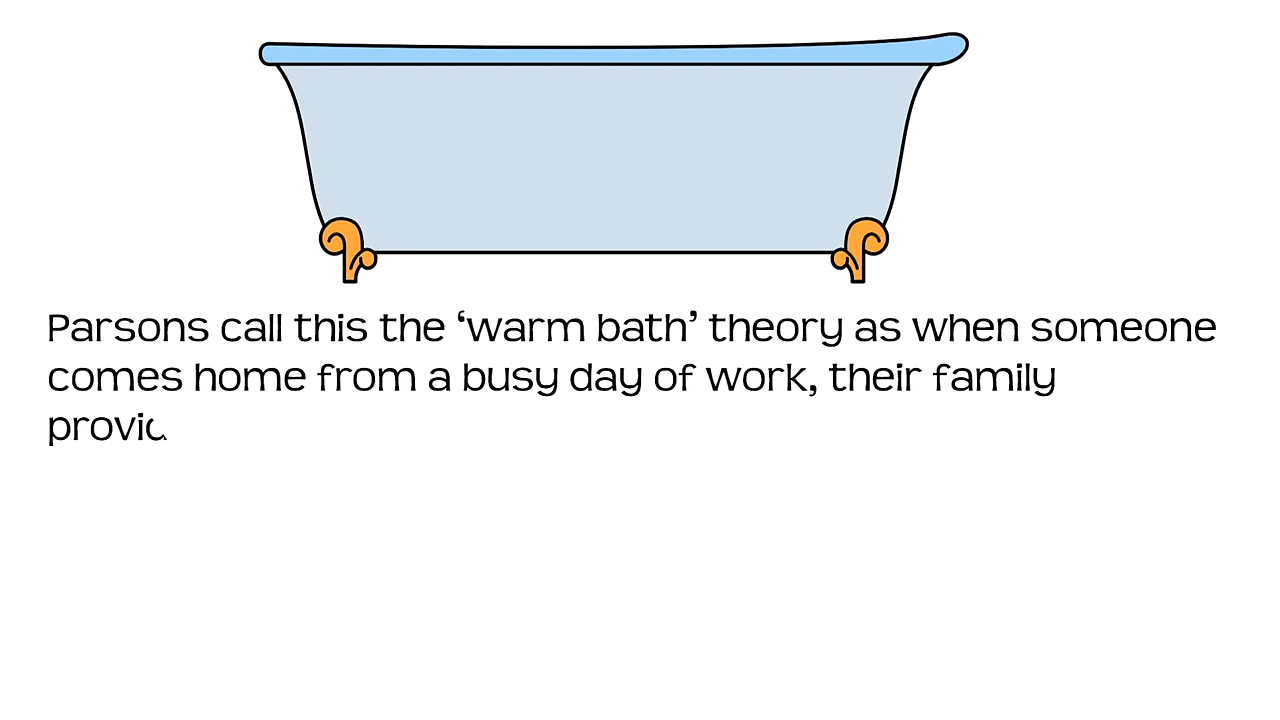 Parsons call this the ‘warm bath’ theory as when someone
comes home from a busy day of work, their family